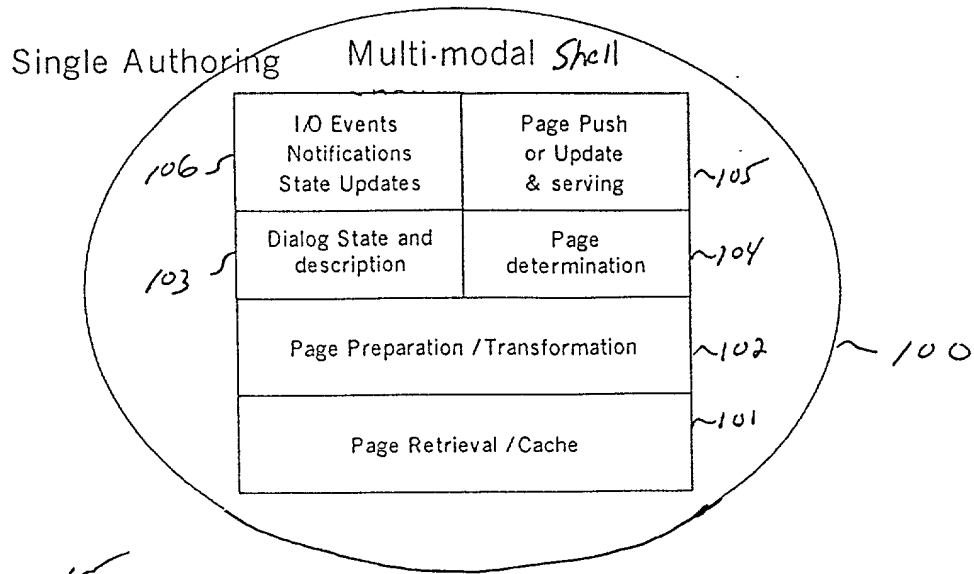 Single Authoring
Multi-modal Shell
I/O Events
Notifications
State Updates
Page Push
or Update
& serving
106
105
Dialog State and
description
Page
determination
103
104
Page Preparation / Transformation
102
100
Page Retrieval / Cache
101